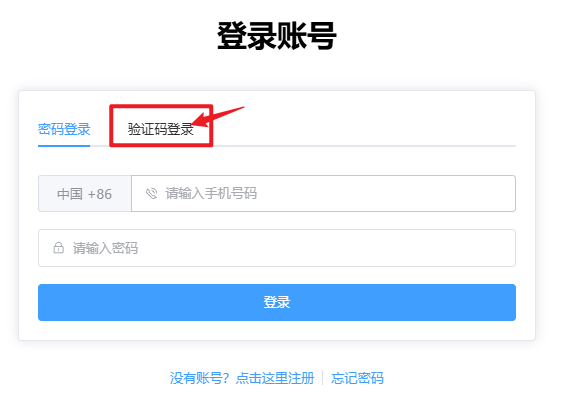 登录账号
密码登录 验证码登录
中国 +86 请输入手机号码
请输入密码
登录
没有账号？点击这里注册 忘记密码